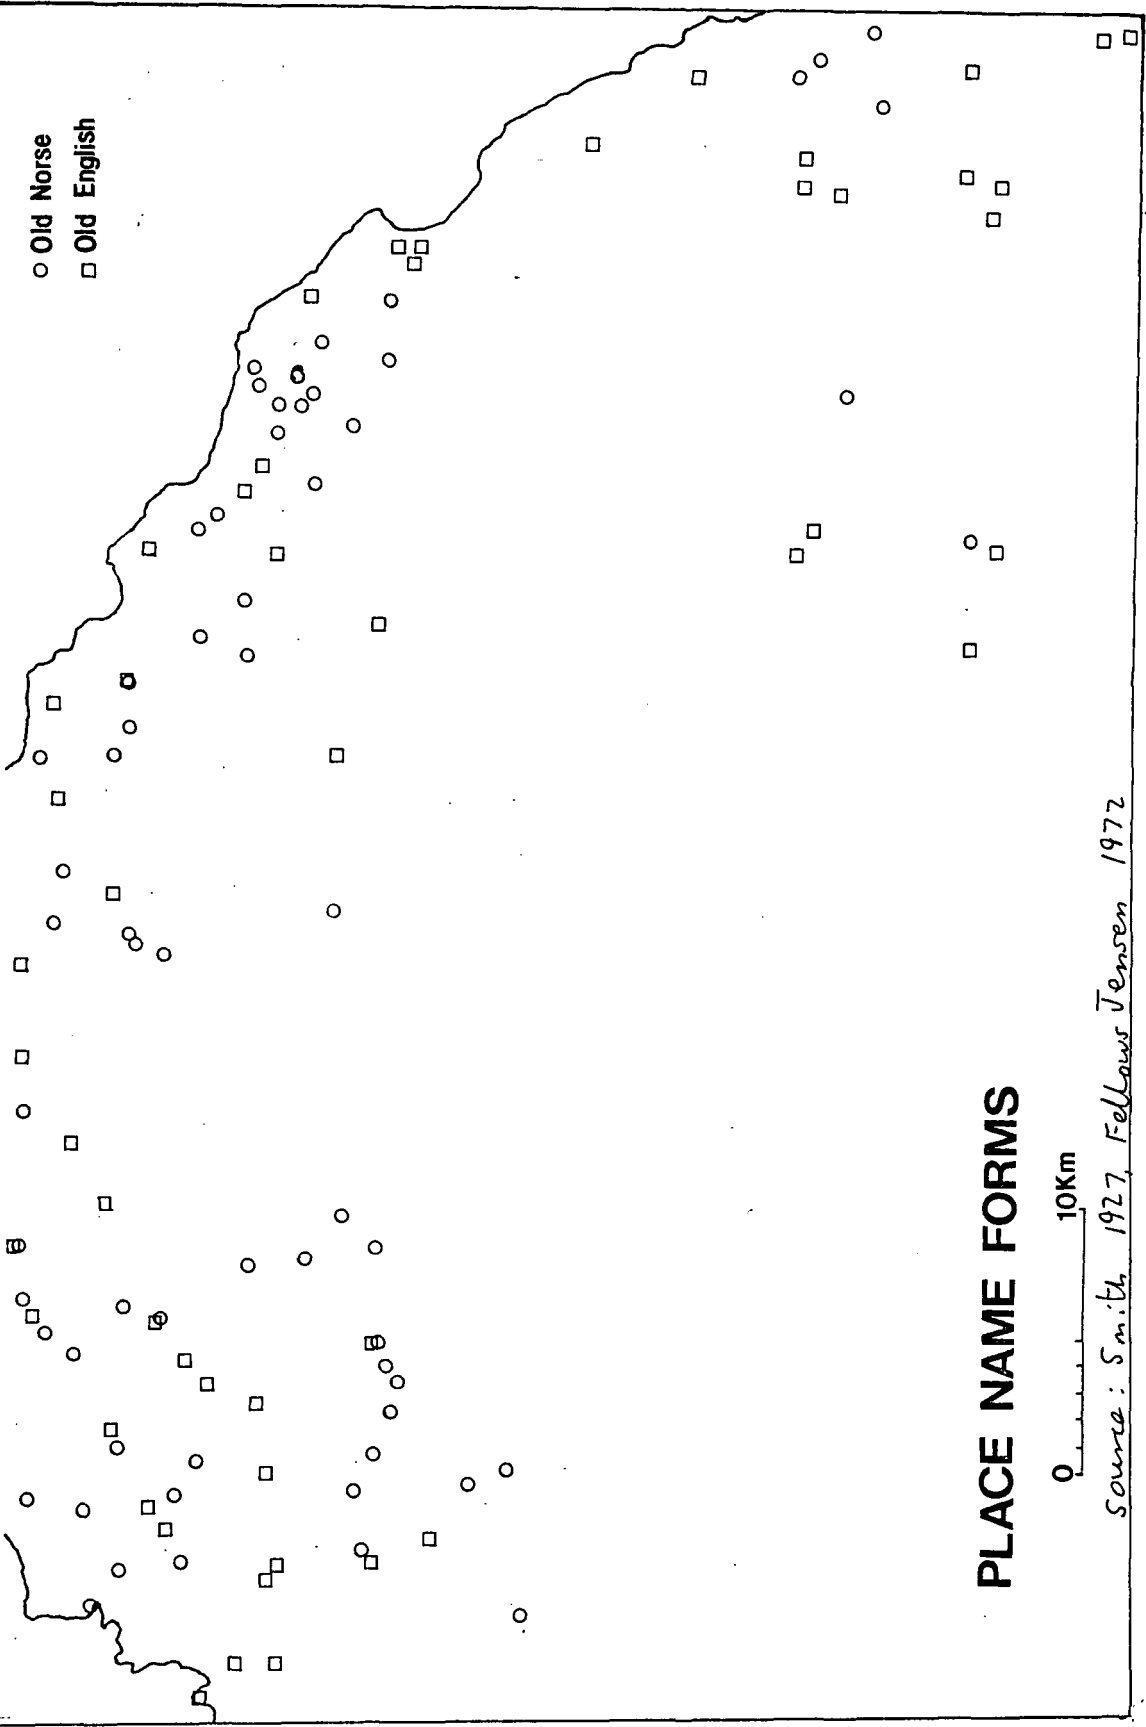 Old Norse
Old English
PLACE NAME FORMS
0 10Km
Source: Smith 1927, Fellows Jensen 1972